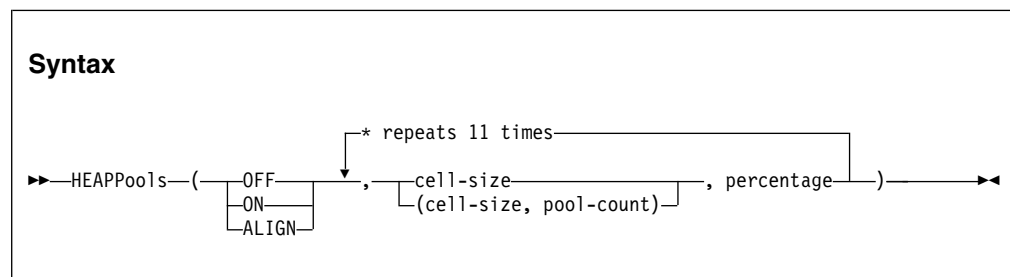 Syntax
* repeats 11 times
HEAPPools ( OFF , cell-size , percentage )
ON (cell-size, pool-count)
ALIGN